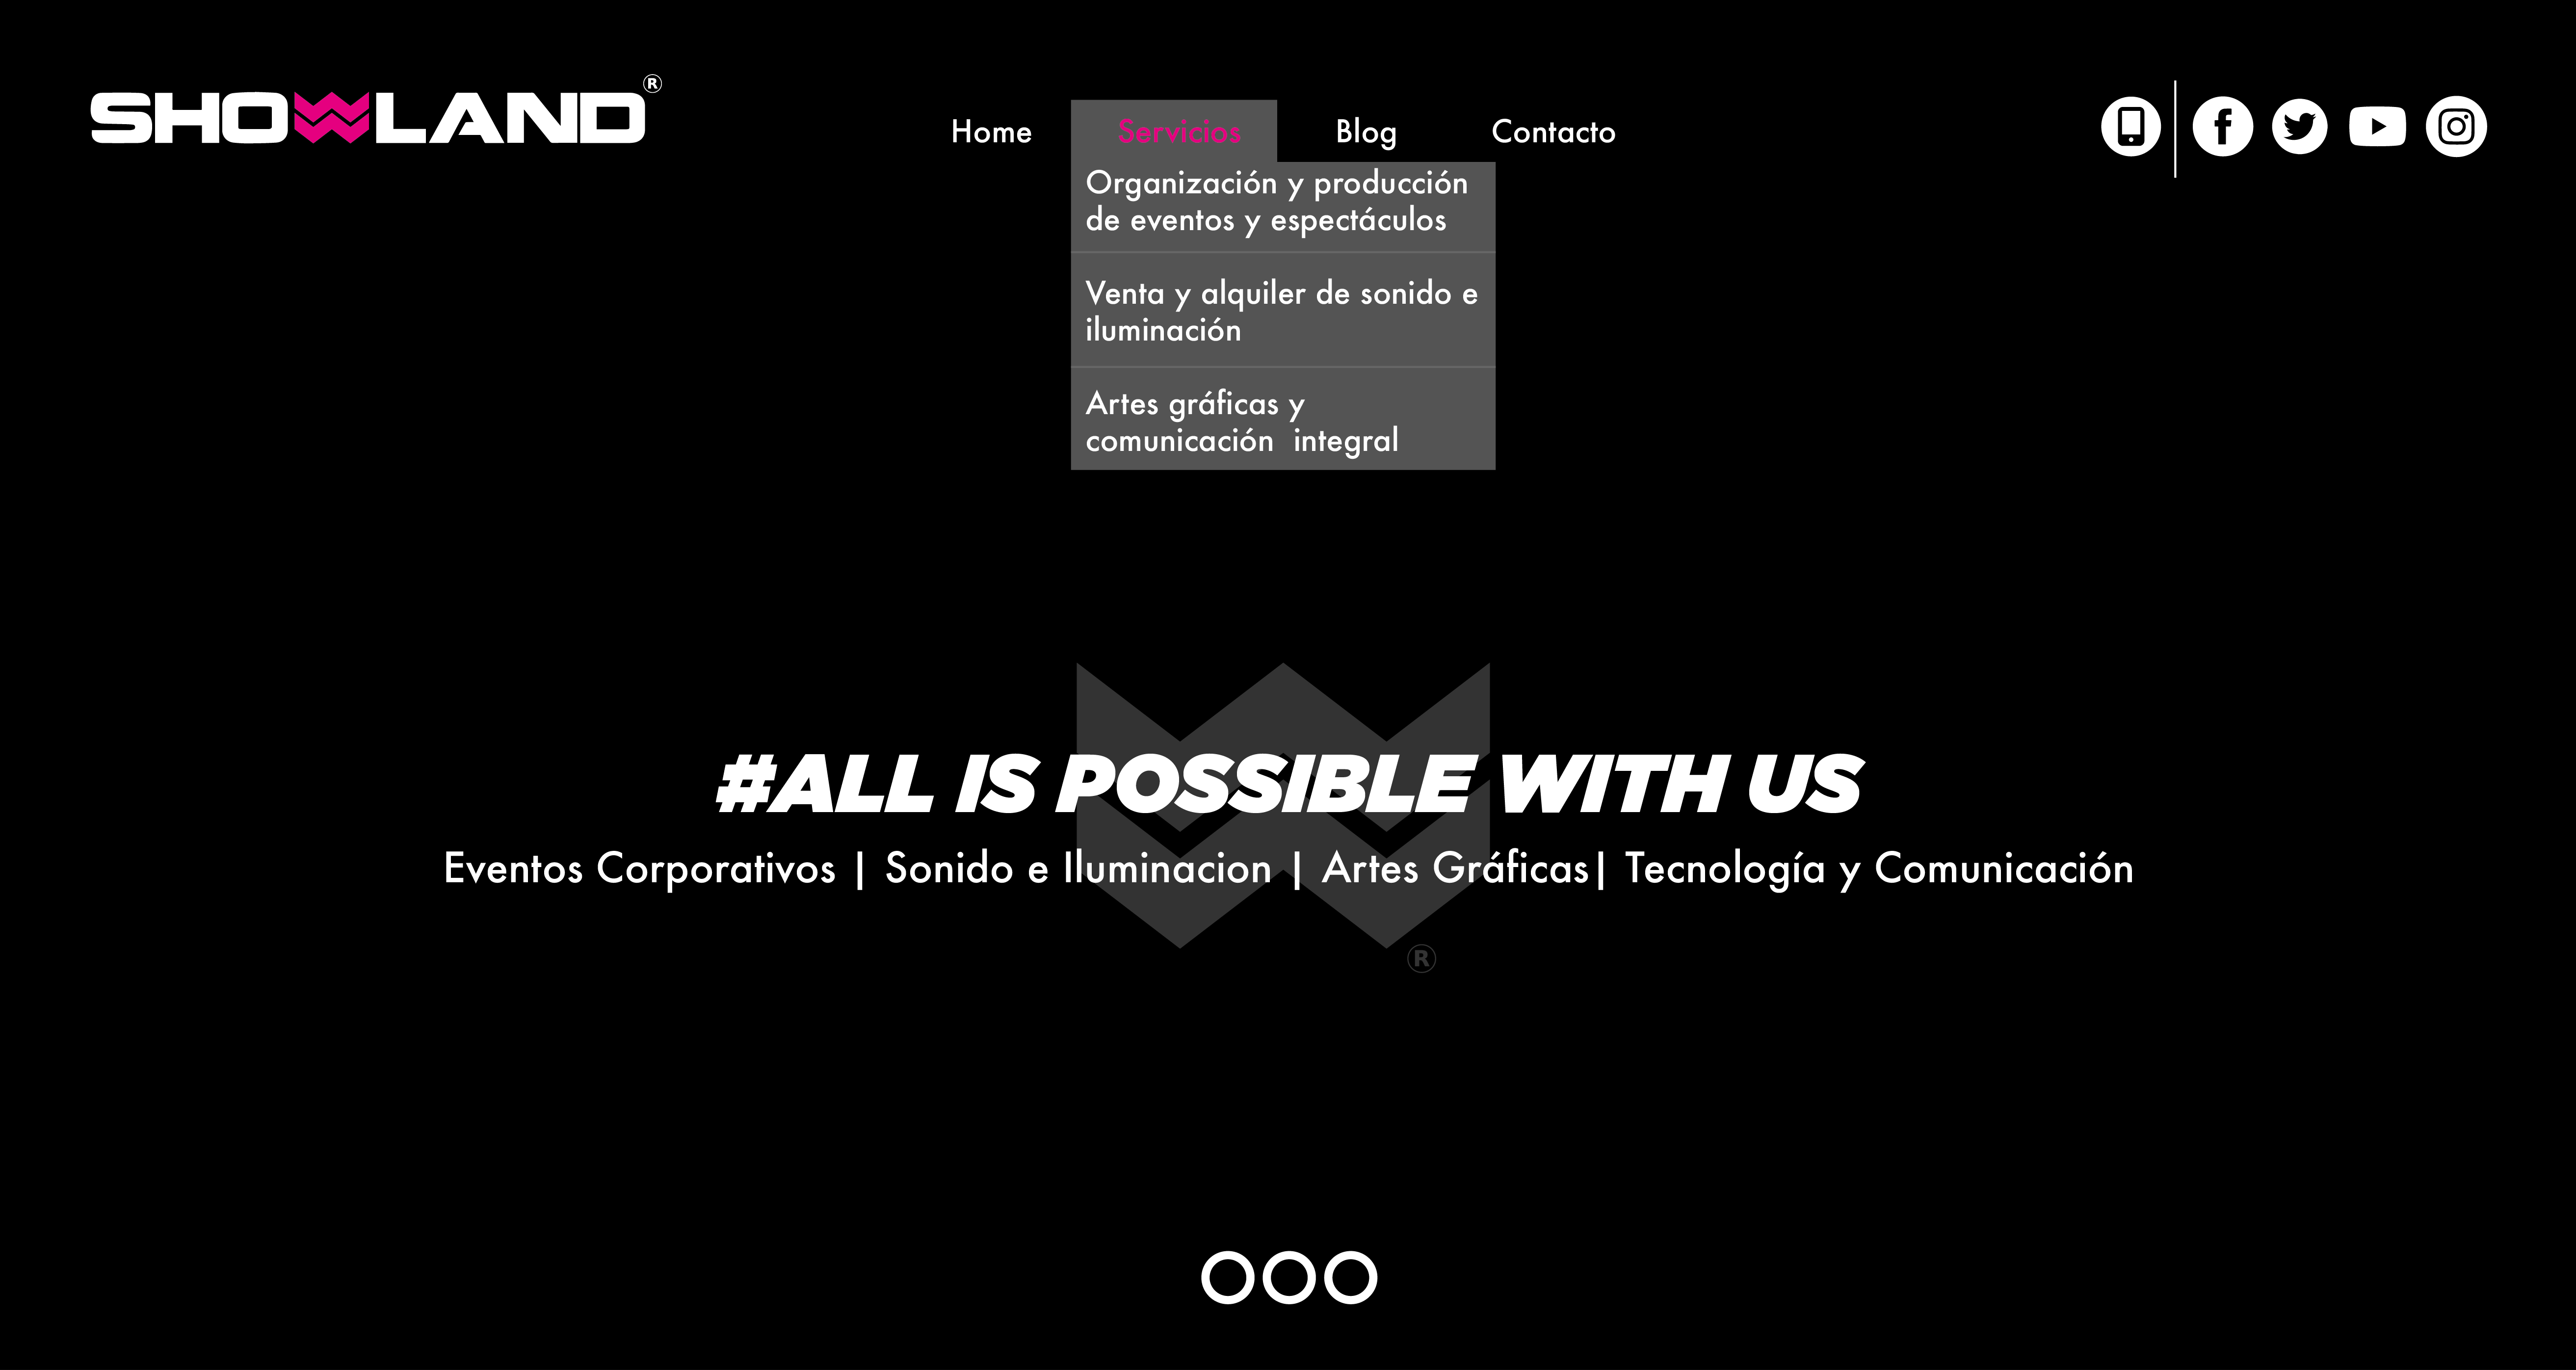 SHOWLAND®
Home Servicios Blog Contacto
Organización y producción
de eventos y espectáculos
Venta y alquiler de sonido e
iluminación
Artes gráficas y
comunicación  integral
#ALL IS POSSIBLE WITH US
Eventos Corporativos | Sonido e Iluminacion | Artes Gráficas| Tecnología y Comunicación
®